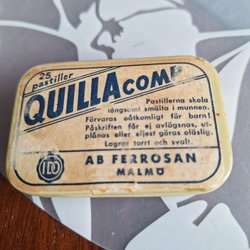 25
pastiller
QUILLACOMP
Pastillerna skola
långsamt smälta i munnen.
Förvaras oåtkomligt för barn!
Påskriften får ej avlägsnas, ut-
plånas eller eljest göras oläslig.
Lagras torrt och svalt.
AB FERROSAN
MALMÖ